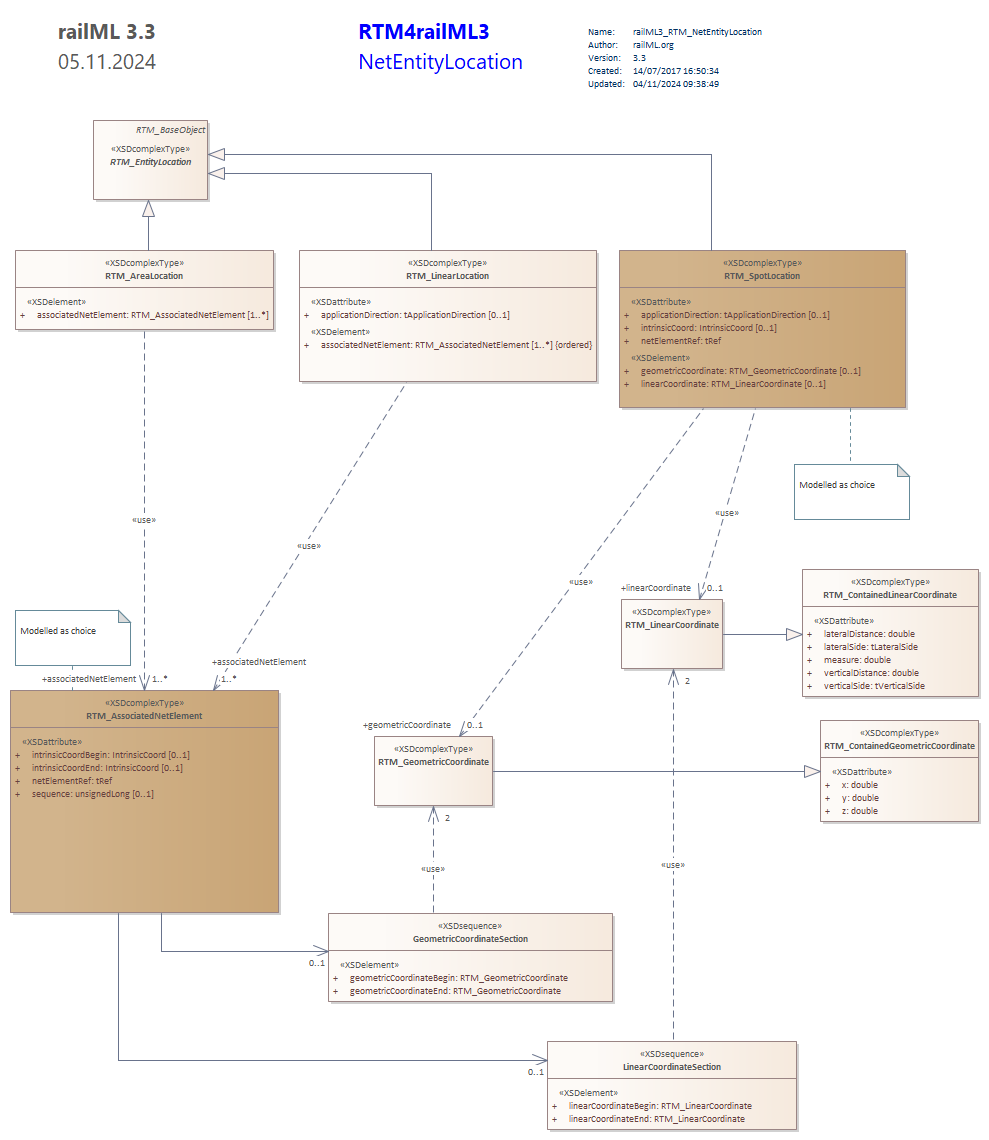 railML 3.3
05.11.2024
RTM4railML3
NetEntityLocation
Name: railML3_RTM_NetEntityLocation
Author: railML.org
Version: 3.3
Created: 14/07/2017 16:50:34
Updated: 04/11/2024 09:38:49
RTM_BaseObject
«XSDcomplexType»
RTM_EntityLocation
«XSDcomplexType»
RTM_AreaLocation
«XSDelement»
+ associatedNetElement: RTM_AssociatedNetElement [1..*]
«XSDcomplexType»
RTM_LinearLocation
«XSDattribute»
+ applicationDirection: tApplicationDirection [0..1]
«XSDElement»
+ associatedNetElement: RTM_AssociatedNetElement [1..*] {ordered}
«XSDcomplexType»
RTM_SpotLocation
«XSDattribute»
+ applicationDirection: tApplicationDirection [0..1]
+ intrinsicCoord: IntrinsicCoord [0..1]
+ netElementRef: tRef
«XSDElement»
+ geometricCoordinate: RTM_GeometricCoordinate [0..1]
+ linearCoordinate: RTM_LinearCoordinate [0..1]
Modelled as choice
«use»
«use»
«use»
«use»
+linearCoordinate 0..1
«XSDcomplexType»
RTM_LinearCoordinate
2
«XSDcomplexType»
RTM_ContainedLinearCoordinate
«XSDattribute»
+ lateralDistance: double
+ lateralSide: tLateralSide
+ measure: double
+ verticalDistance: double
+ verticalSide: tVerticalSide
Modelled as choice
+associatedNetElement 1..*
+associatedNetElement
1..*
«XSDcomplexType»
RTM_AssociatedNetElement
«XSDattribute»
+ intrinsicCoordBegin: IntrinsicCoord [0..1]
+ intrinsicCoordEnd: IntrinsicCoord [0..1]
+ netElementRef: tRef
+ sequence: unsignedLong [0..1]
+geometricCoordinate 0..1
«XSDcomplexType»
RTM_GeometricCoordinate
2
«XSDcomplexType»
RTM_ContainedGeometricCoordinate
«XSDattribute»
+ x: double
+ y: double
+ z: double
«use»
«use»
0..1
«XSDsequence»
GeometricCoordinateSection
«XSDelement»
+ geometricCoordinateBegin: RTM_GeometricCoordinate
+ geometricCoordinateEnd: RTM_GeometricCoordinate
0..1
«XSDsequence»
LinearCoordinateSection
«XSDelement»
+ linearCoordinateBegin: RTM_LinearCoordinate
+ linearCoordinateEnd: RTM_LinearCoordinate